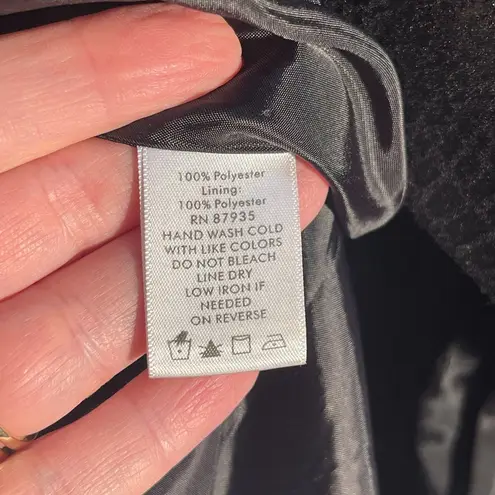 100% Polyester
Lining:
100% Polyester
RN 87935
HAND WASH COLD
WITH LIKE COLORS
DO NOT BLEACH
LINE DRY
LOW IRON IF
NEEDED
ON REVERSE